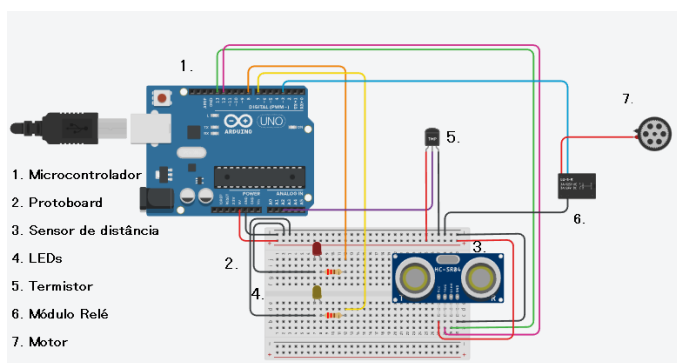 1.
7.
DIGITAL (PWM~)
UNO
ARDUINO
TMP
5.
1. Microcontrolador
POWER
ANALOG IN
6.
2. Protoboard
3. Sensor de distância
2.
3.
HC-SR04
4. LEDs
4.
5. Termistor
6. Módulo Relé
7. Motor